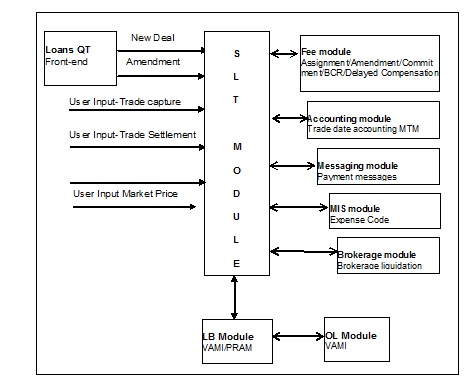 New Deal
Loans QT
Front-end
Amendment
User Input-Trade capture
User Input-Trade Settlement
User Input Market Price
S
L
T
M
O
D
U
L
E
Fee module
Assignment/Amendment/Commit
ment/BCR/Delayed Compensation
Accounting module
Trade date accounting MTM
Messaging module
Payment messages
MIS module
Expense Code
Brokerage module
Brokerage liquidation
LB Module
VAMI/PRAM
OL Module
VAMI